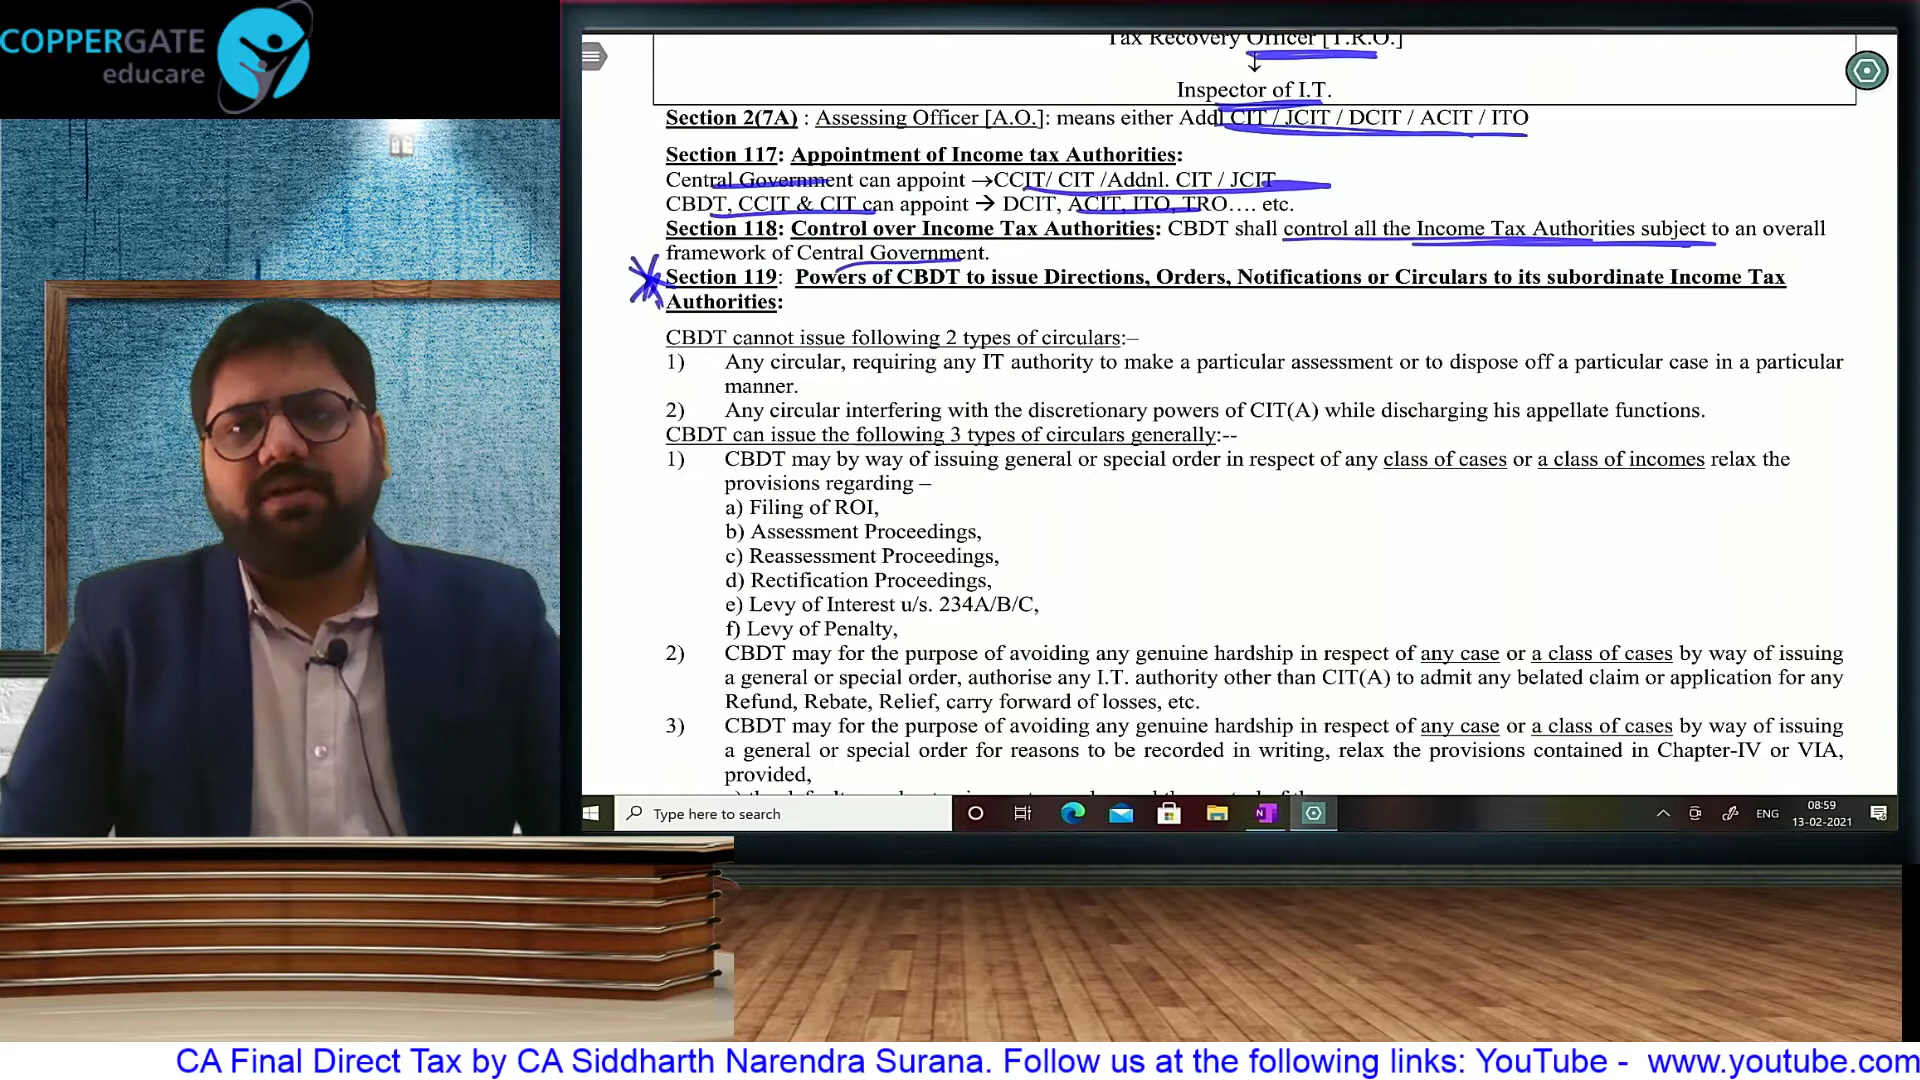 COPPERGATE
educare
Tax Recovery Officer [T.R.O.]
↓
Inspector of I.T.
Section 2(7A) : Assessing Officer [A.O.]: means either Addl CIT / JCIT / DCIT / ACIT / ITO
Section 117: Appointment of Income tax Authorities:
Central Government can appoint →CCIT/ CIT /Addnl. CIT / JCIT
CBDT, CCIT & CIT can appoint → DCIT, ACIT, ITO, TRO…. etc.
Section 118: Control over Income Tax Authorities: CBDT shall control all the Income Tax Authorities subject to an overall
framework of Central Government.
Section 119: Powers of CBDT to issue Directions, Orders, Notifications or Circulars to its subordinate Income Tax
Authorities:
CBDT cannot issue following 2 types of circulars:–
1) Any circular, requiring any IT authority to make a particular assessment or to dispose off a particular case in a particular
manner.
2) Any circular interfering with the discretionary powers of CIT(A) while discharging his appellate functions.
CBDT can issue the following 3 types of circulars generally:--
1) CBDT may by way of issuing general or special order in respect of any class of cases or a class of incomes relax the
provisions regarding –
a) Filing of ROI,
b) Assessment Proceedings,
c) Reassessment Proceedings,
d) Rectification Proceedings,
e) Levy of Interest u/s. 234A/B/C,
f) Levy of Penalty,
2) CBDT may for the purpose of avoiding any genuine hardship in respect of any case or a class of cases by way of issuing
a general or special order, authorise any I.T. authority other than CIT(A) to admit any belated claim or application for any
Refund, Rebate, Relief, carry forward of losses, etc.
3) CBDT may for the purpose of avoiding any genuine hardship in respect of any case or a class of cases by way of issuing
a general or special order for reasons to be recorded in writing, relax the provisions contained in Chapter-IV or VIA,
provided,
Type here to search
ENG
08:59
13-02-2021
CA Final Direct Tax by CA Siddharth Narendra Surana. Follow us at the following links: YouTube - www.youtube.com